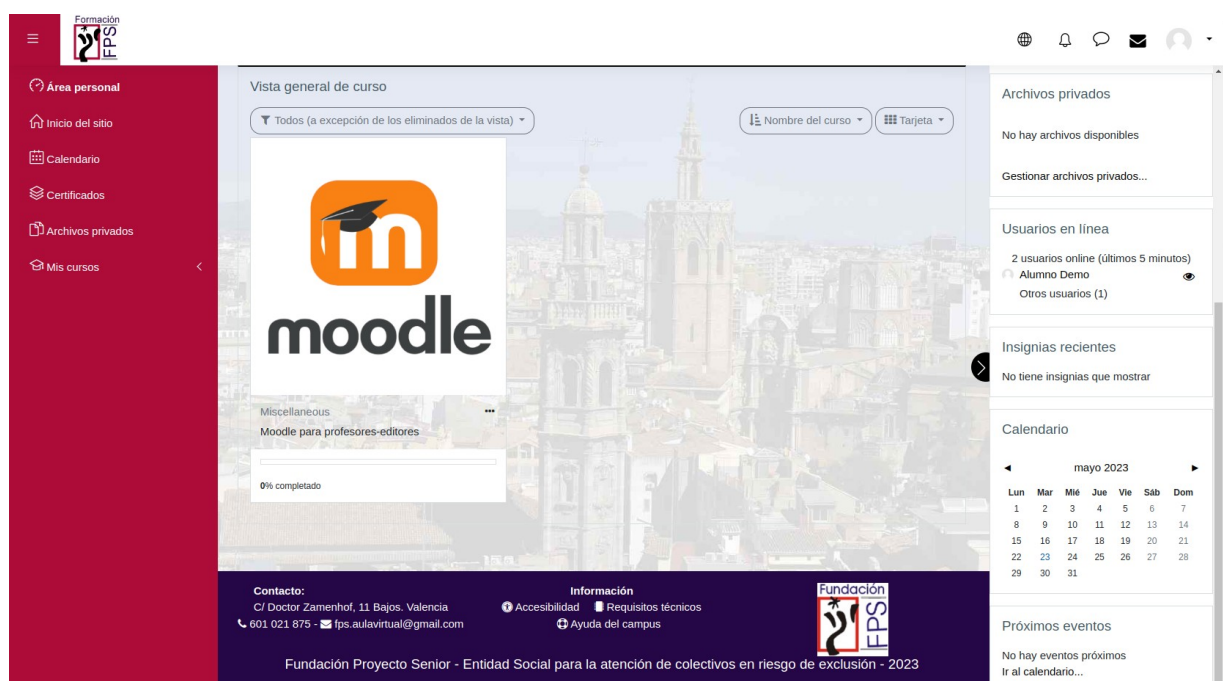 Formación
FPS
Área personal
Inicio del sitio
Calendario
Certificados
Archivos privados
Mis cursos
Vista general de curso
Todos (a excepción de los eliminados de la vista)
Nombre del curso
Tarjeta
moodle
Miscellaneous
Moodle para profesores-editores
0% completado
Contacto:
C/ Doctor Zamenhof, 11 Bajos. Valencia
601 021 875 - fps.aulavirtual@gmail.com
Información
Accesibilidad Requisitos técnicos
Ayuda del campus
Fundación
FPS
Fundación Proyecto Senior - Entidad Social para la atención de colectivos en riesgo de exclusión - 2023
Archivos privados
No hay archivos disponibles
Gestionar archivos privados...
Usuarios en línea
2 usuarios online (últimos 5 minutos)
Alumno Demo
Otros usuarios (1)
Insignias recientes
No tiene insignias que mostrar
Calendario
◄ mayo 2023 ►
Lun Mar Mié Jue Vie Sáb Dom
1 2 3 4 5 6 7
8 9 10 11 12 13 14
15 16 17 18 19 20 21
22 23 24 25 26 27 28
29 30 31
Próximos eventos
No hay eventos próximos
Ir al calendario...